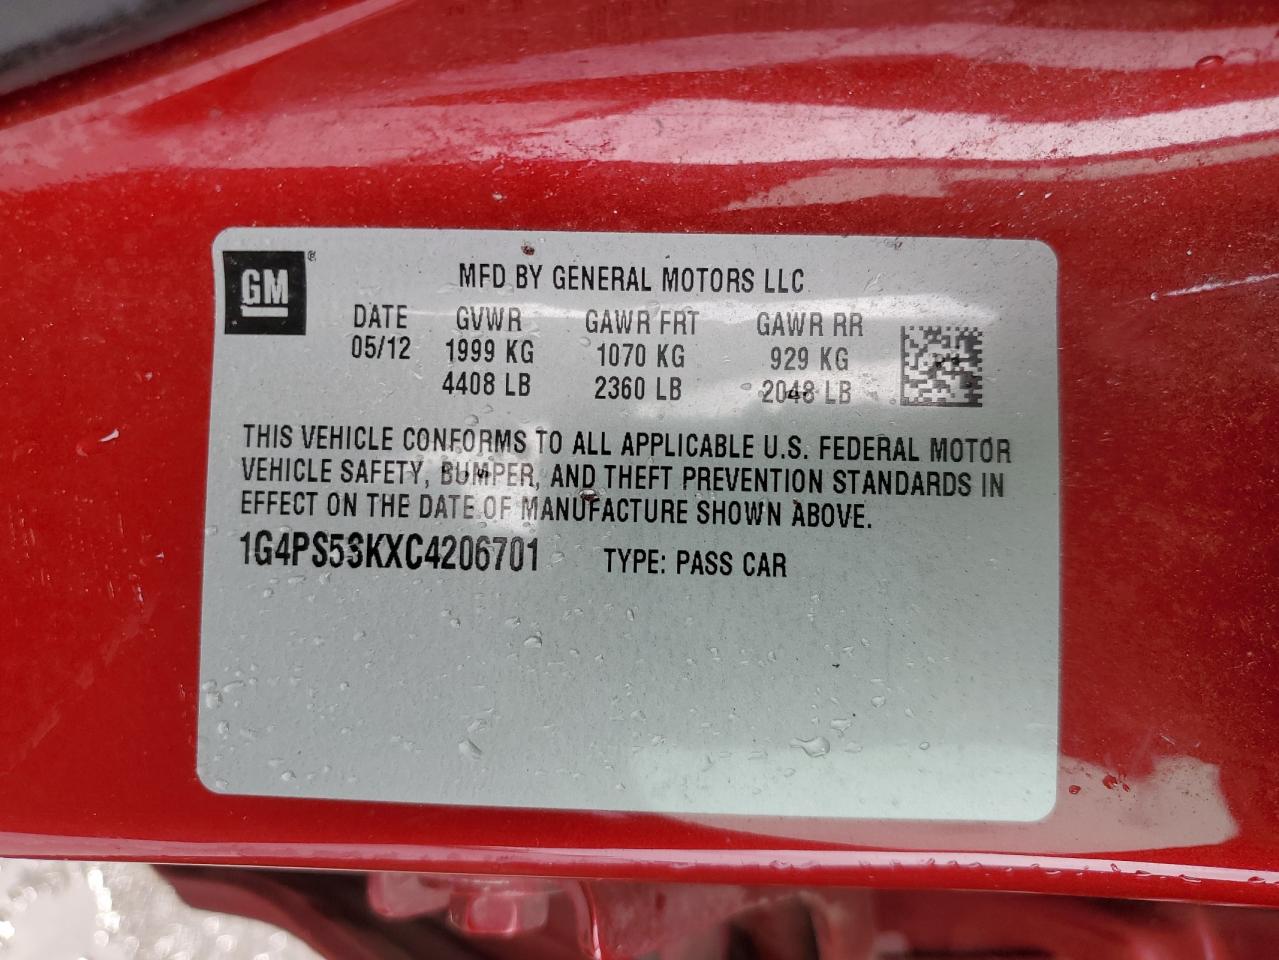 GM ®
MFD BY GENERAL MOTORS LLC
DATE GVWR GAWR FRT GAWR RR
05/12 1999 KG 1070 KG 929 KG
4408 LB 2360 LB 2048 LB
THIS VEHICLE CONFORMS TO ALL APPLICABLE U.S. FEDERAL MOTOR
VEHICLE SAFETY, BUMPER, AND THEFT PREVENTION STANDARDS IN
EFFECT ON THE DATE OF MANUFACTURE SHOWN ABOVE.
1G4PS5SKXC4206701 TYPE: PASS CAR